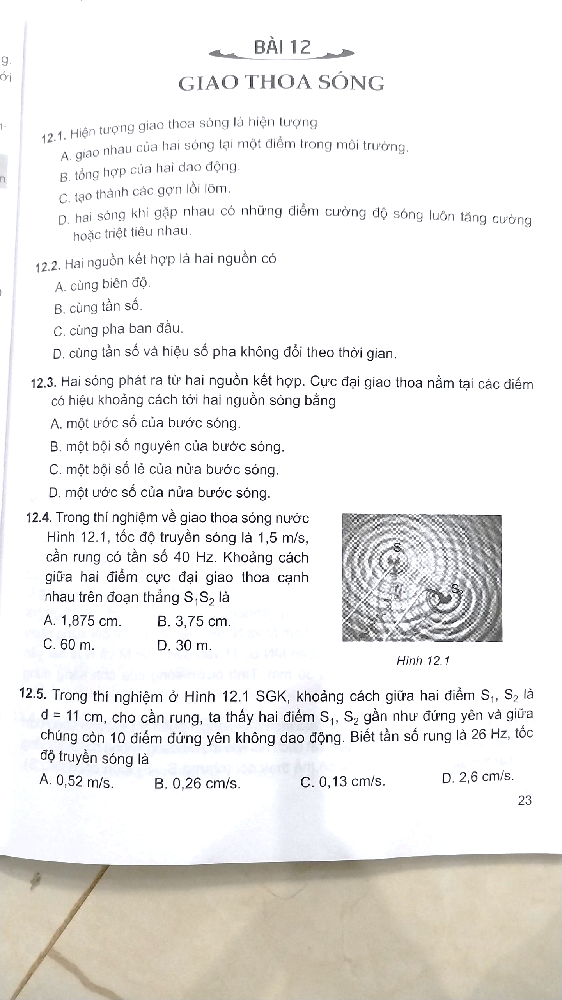 g.
ới
1.
n
BÀI 12
GIAO THOA SÓNG
12.1. Hiện tượng giao thoa sóng là hiện tượng
A. giao nhau của hai sóng tại một điểm trong môi trường.
B. tổng hợp của hai dao động.
C. tạo thành các gợn lồi lõm.
D. hai sóng khi gặp nhau có những điểm cường độ sóng luôn tăng cường
hoặc triệt tiêu nhau.
12.2. Hai nguồn kết hợp là hai nguồn có
A. cùng biên độ.
B. cùng tần số.
C. cùng pha ban đầu.
D. cùng tần số và hiệu số pha không đổi theo thời gian.
12.3. Hai sóng phát ra từ hai nguồn kết hợp. Cực đại giao thoa nằm tại các điểm
có hiệu khoảng cách tới hai nguồn sóng bằng
A. một ước số của bước sóng.
B. một bội số nguyên của bước sóng.
C. một bội số lẻ của nửa bước sóng.
D. một ước số của nửa bước sóng.
12.4. Trong thí nghiệm về giao thoa sóng nước
Hình 12.1, tốc độ truyền sóng là 1,5 m/s,
cần rung có tần số 40 Hz. Khoảng cách
giữa hai điểm cực đại giao thoa cạnh
nhau trên đoạn thẳng S₁S₂ là
A. 1,875 cm. B. 3,75 cm.
C. 60 m. D. 30 m.
S₁
S₂
Hình 12.1
12.5. Trong thí nghiệm ở Hình 12.1 SGK, khoảng cách giữa hai điểm S₁, S₂ là
d = 11 cm, cho cần rung, ta thấy hai điểm S₁, S₂ gần như đứng yên và giữa
chúng còn 10 điểm đứng yên không dao động. Biết tần số rung là 26 Hz, tốc
độ truyền sóng là
A. 0,52 m/s. B. 0,26 cm/s. C. 0,13 cm/s. D. 2,6 cm/s.
23